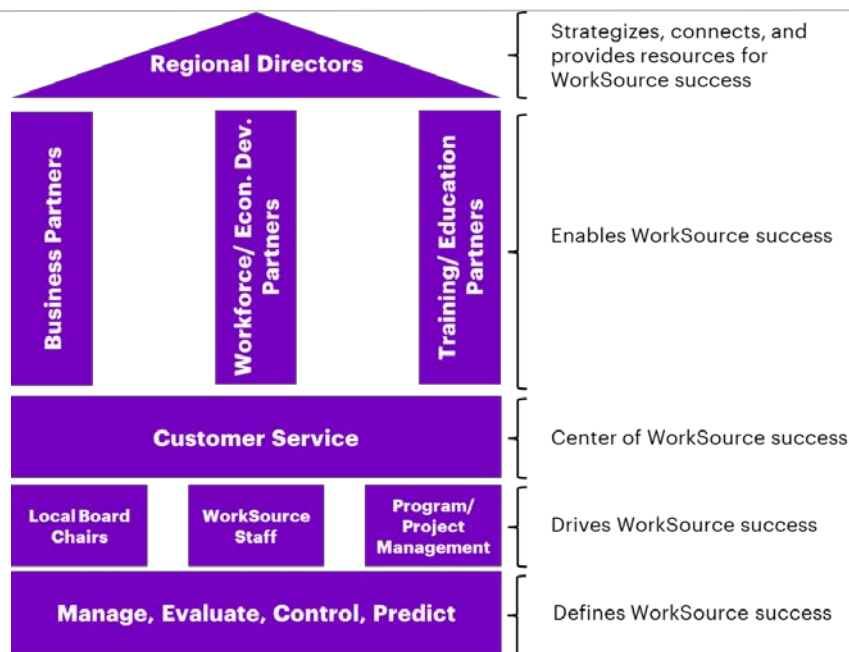 Regional Directors
Strategizes, connects, and
provides resources for
WorkSource success
Business Partners
Workforce/ Econ. Dev.
Partners
Training/ Education
Partners
Enables WorkSource success
Customer Service
Center of WorkSource success
Local Board
Chairs
WorkSource
Staff
Program/
Project
Management
Drives WorkSource success
Manage, Evaluate, Control, Predict
Defines WorkSource success